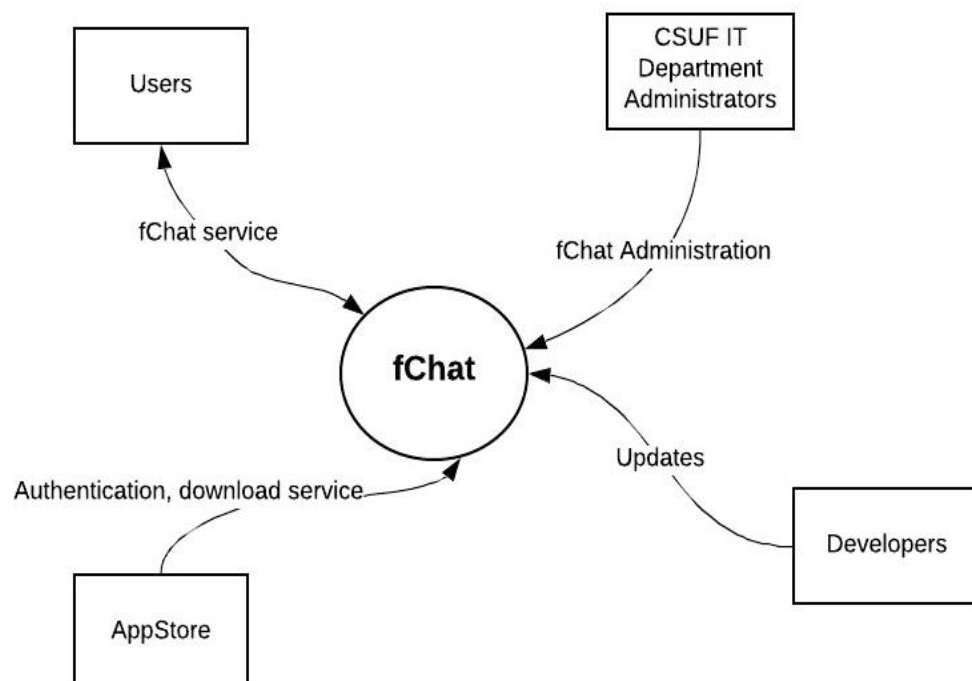 Users
CSUF IT
Department
Administrators
fChat service
fChat Administration
fChat
Updates
Authentication, download service
Developers
AppStore